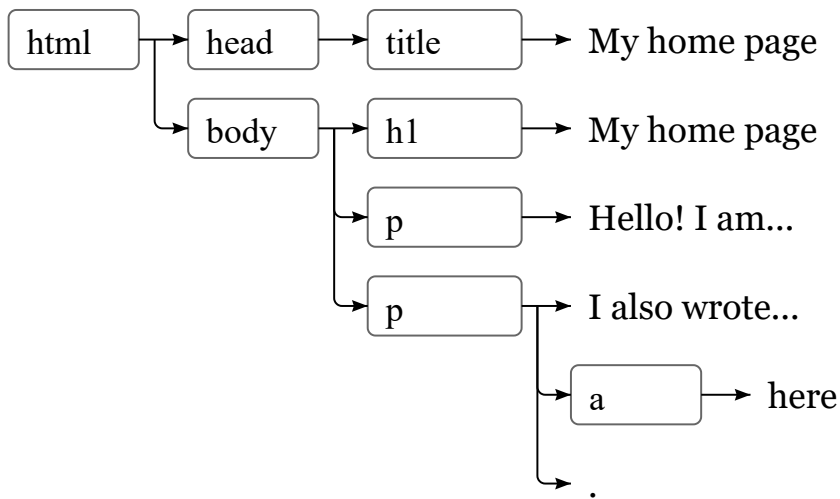 html head title My home page
body h1 My home page
p Hello! I am...
p I also wrote...
a here
.